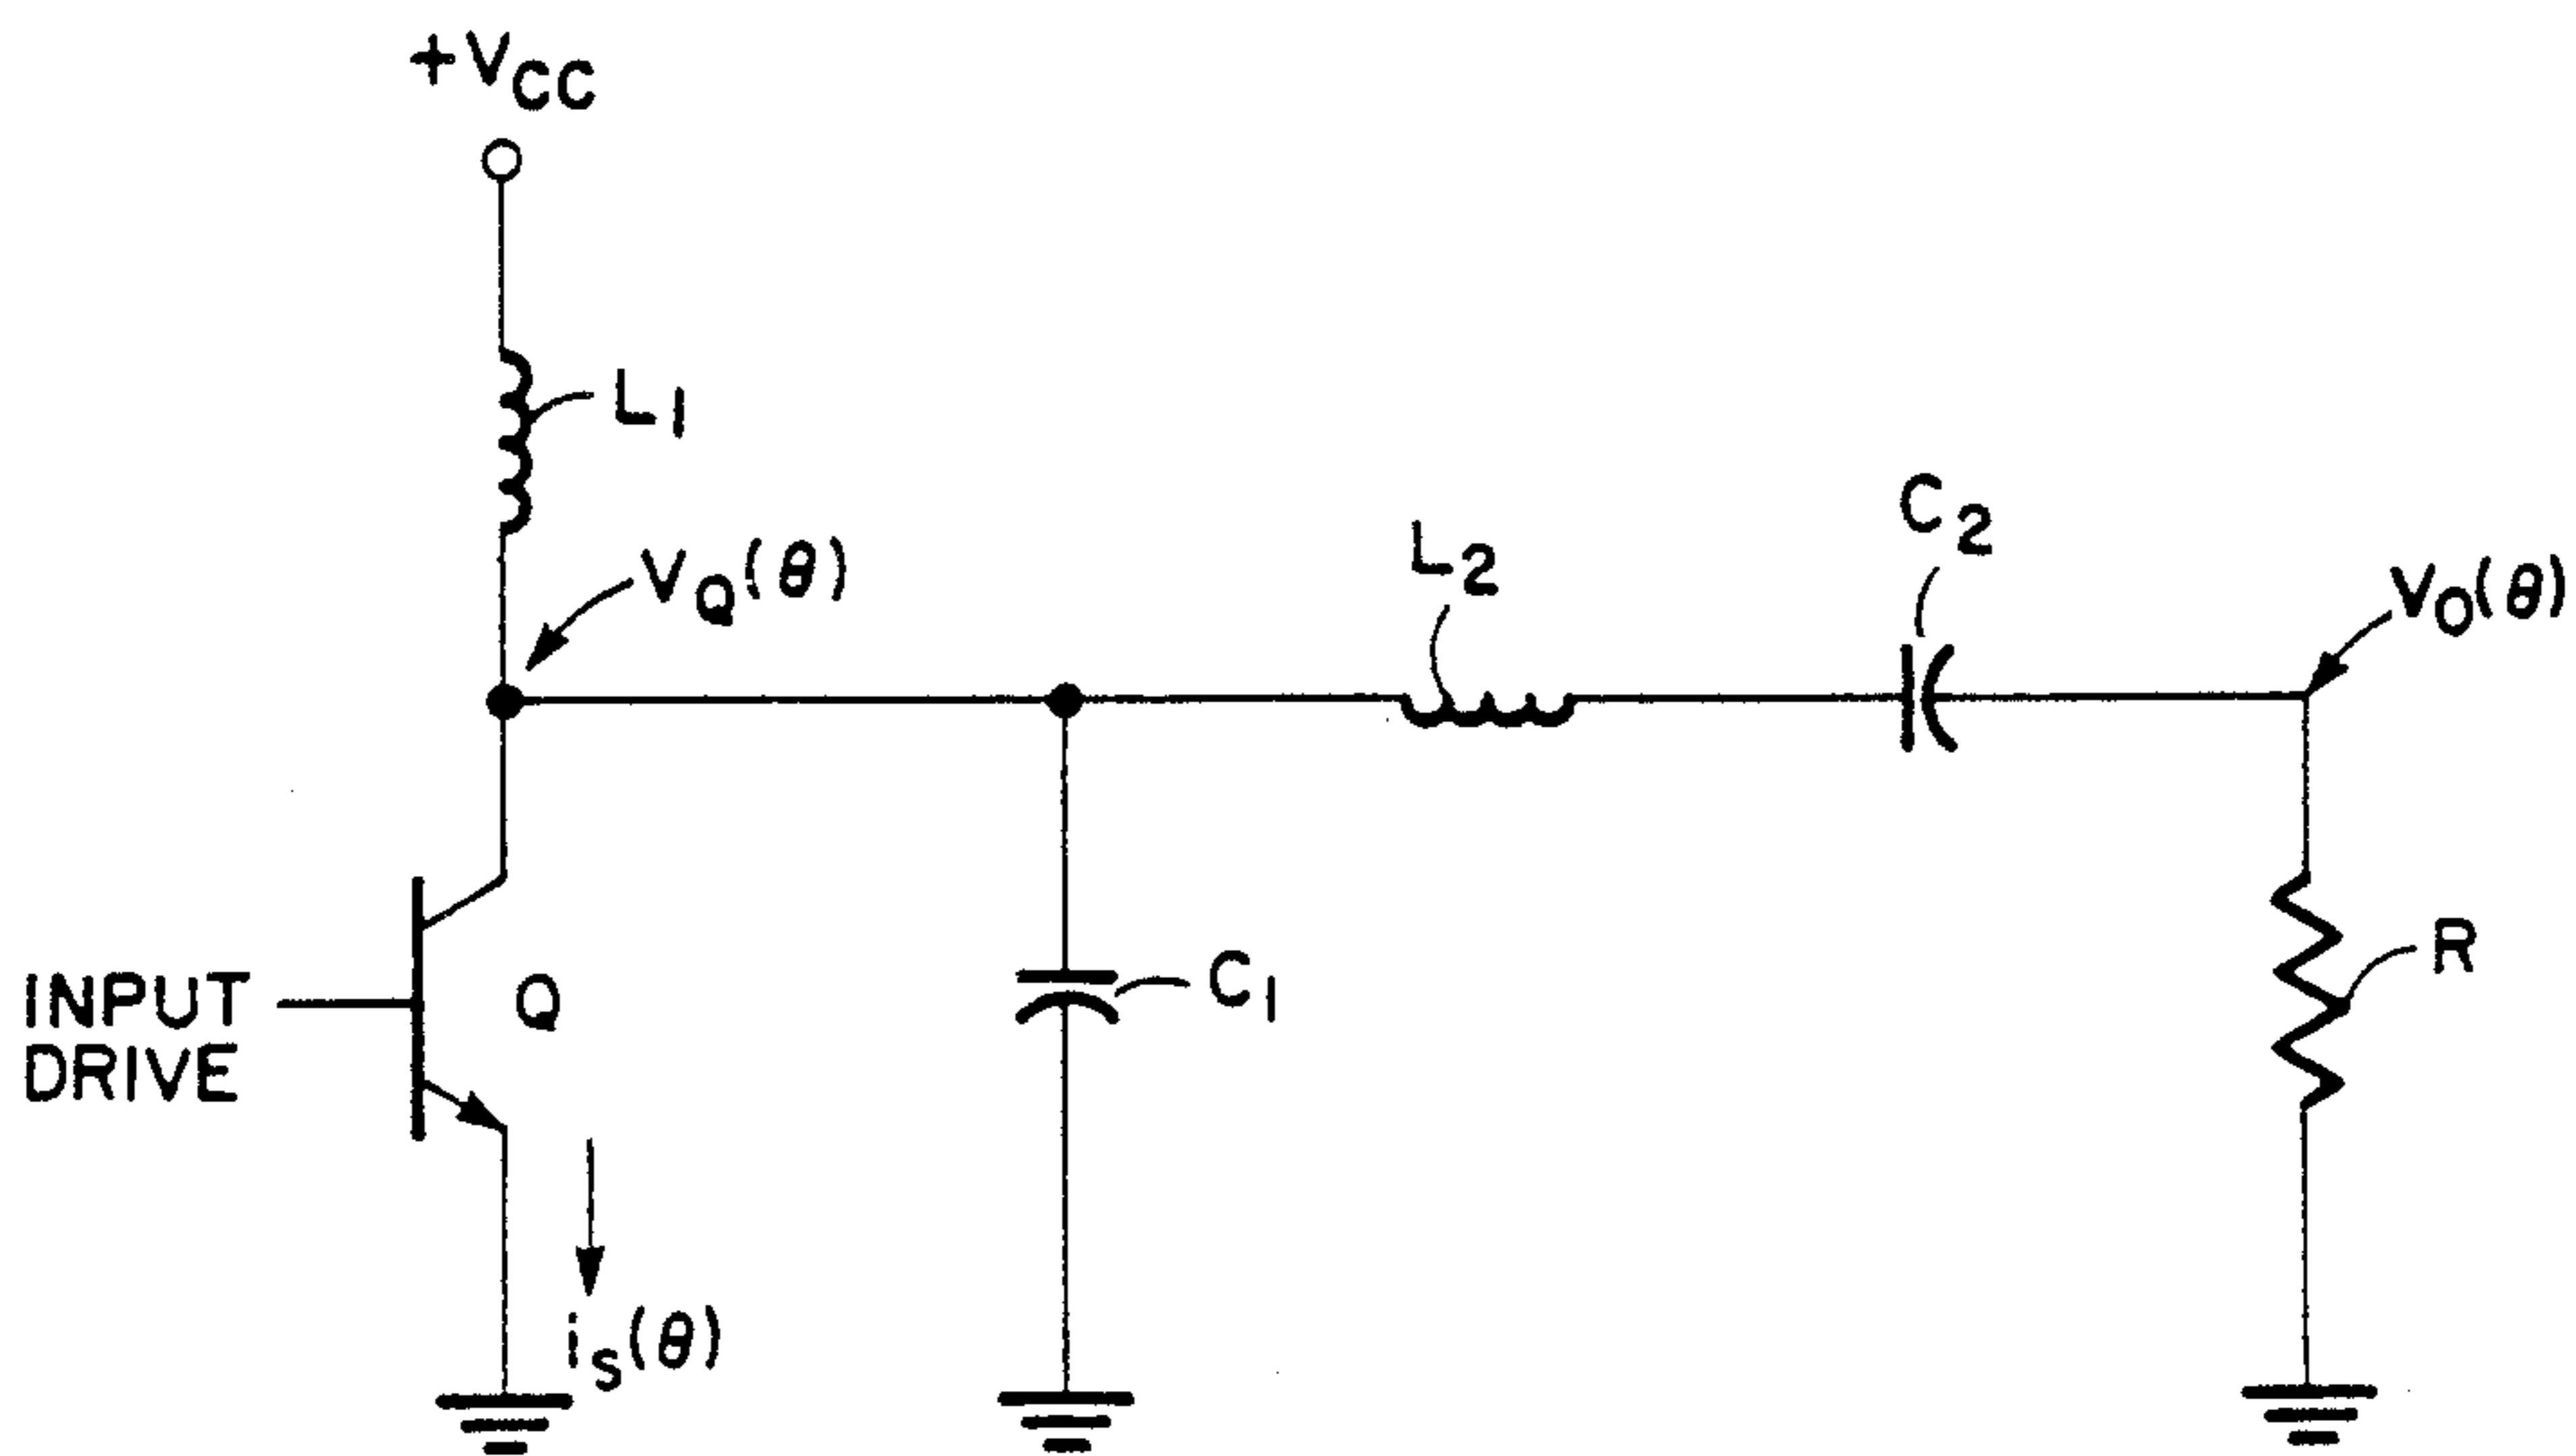 +VCC
L1
VQ(θ)
L2
C2
VO(θ)
INPUT
DRIVE
Q
C1
R
iS(θ)